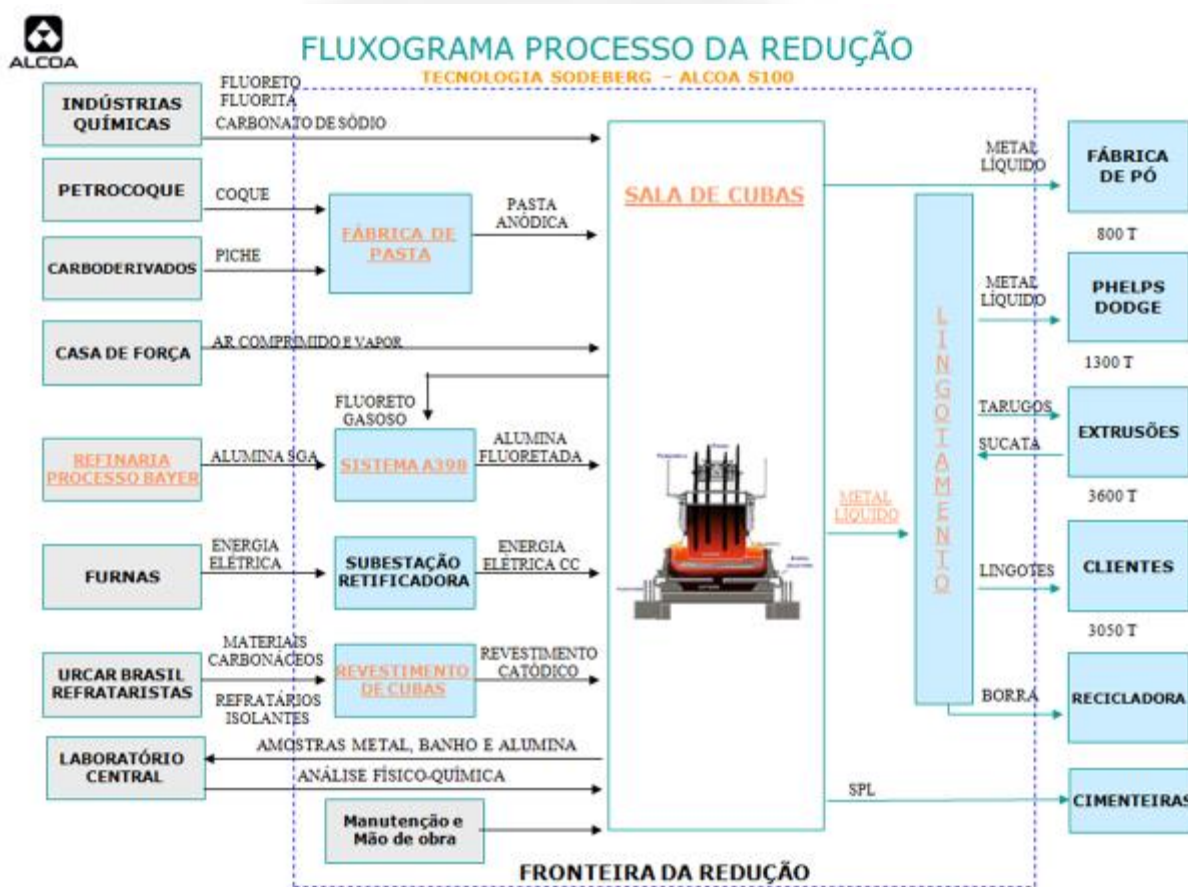 ALCOA
FLUXOGRAMA PROCESSO DA REDUÇÃO
TECNOLOGIA SODEBERG – ALCOA S100
INDÚSTRIAS
QUÍMICAS
FLUORETO
FLUORITA
CARBONATO DE SÓDIO
PETROCOQUE
COQUE
CARBODERIVADOS
PICHE
FÁBRICA DE
PASTA
PASTA
ANÓDICA
CASA DE FORÇA
AR COMPRIMIDO E VAPOR
FLUORETO
GASOSO
REFINARIA
PROCESSO BAYER
ALUMINA SGA
SISTEMA A398
ALUMINA
FLUORETADA
FURNAS
ENERGIA
ELÉTRICA
SUBESTAÇÃO
RETIFICADORA
ENERGIA
ELÉTRICA CC
URCAR BRASIL
REFRATARISTAS
MATERIAIS
CARBONÁCEOS
REFRATÁRIOS
ISOLANTES
REVESTIMENTO
DE CUBAS
REVESTIMENTO
CATÓDICO
LABORATÓRIO
CENTRAL
AMOSTRAS METAL, BANHO E ALUMINA
ANÁLISE FÍSICO-QUÍMICA
Manutenção e
Mão de obra
SALA DE CUBAS
METAL
LÍQUIDO
LINGOTAMENTO
METAL
LÍQUIDO
FÁBRICA
DE PÓ
800 T
METAL
LÍQUIDO
PHELPS
DODGE
1300 T
TARUGOS
SUCATA
EXTRUSÕES
3600 T
LINGOTES
CLIENTES
3050 T
BORRA
RECICLADORA
SPL
CIMENTEIRAS
FRONTEIRA DA REDUÇÃO